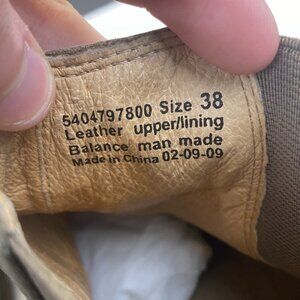 5404797800 Size 38
Leather upper/lining
Balance man made
Made in China 02-09-09